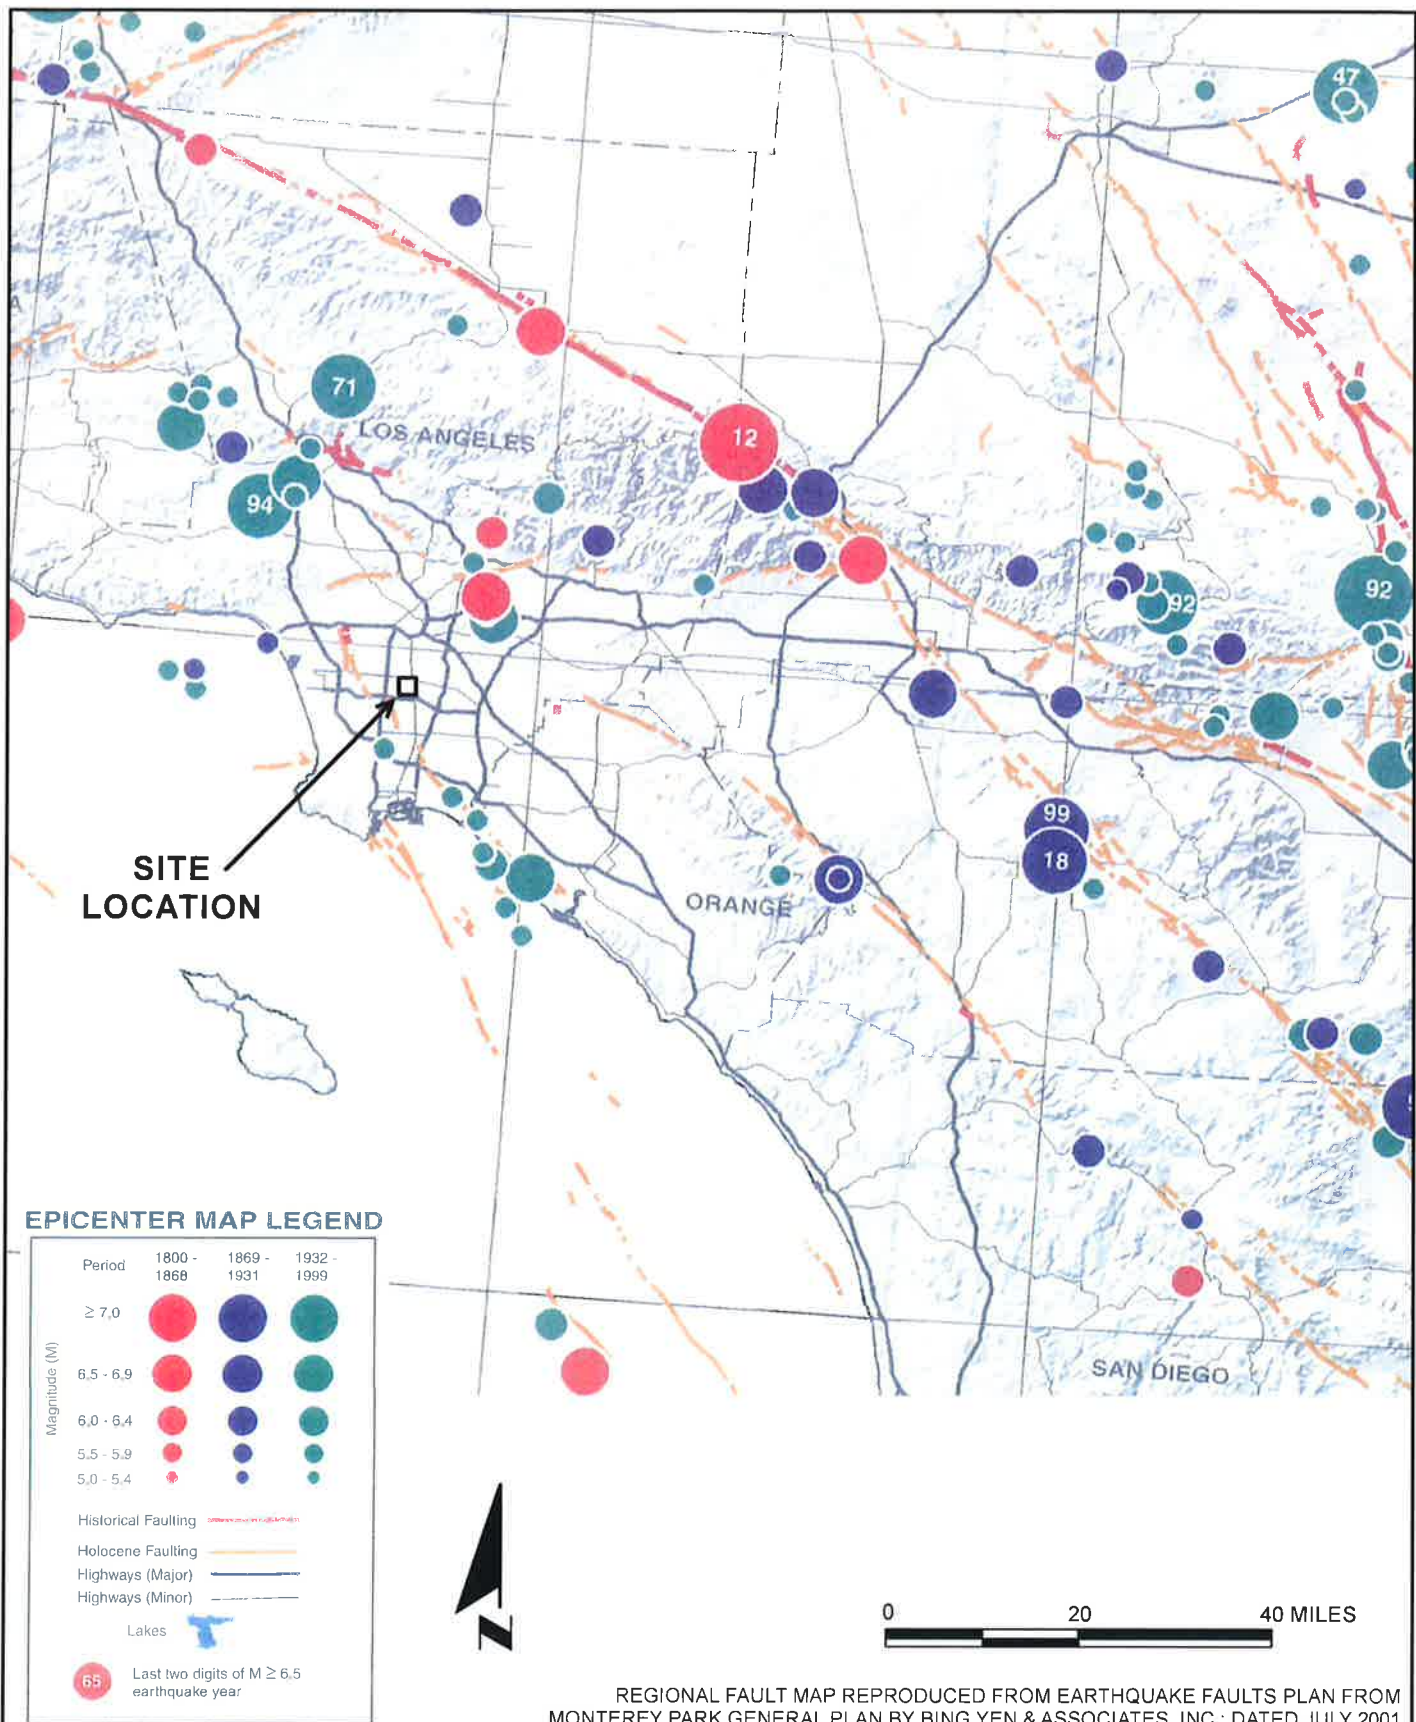 47
71
LOS ANGELES
12
94
92
92
99
18
SITE
LOCATION
ORANGE
SAN DIEGO
EPICENTER MAP LEGEND
Period
1800 -
1868
1869 -
1931
1932 -
1999
Magnitude (M)
≥ 7.0
6.5 - 6.9
6.0 - 6.4
5.5 - 5.9
5.0 - 5.4
Historical Faulting
Holocene Faulting
Highways (Major)
Highways (Minor)
Lakes
65
Last two digits of M ≥ 6.5
earthquake year
N
0 20 40 MILES
REGIONAL FAULT MAP REPRODUCED FROM EARTHQUAKE FAULTS PLAN FROM
MONTEREY PARK GENERAL PLAN BY BING YEN & ASSOCIATES, INC.; DATED JULY 2001